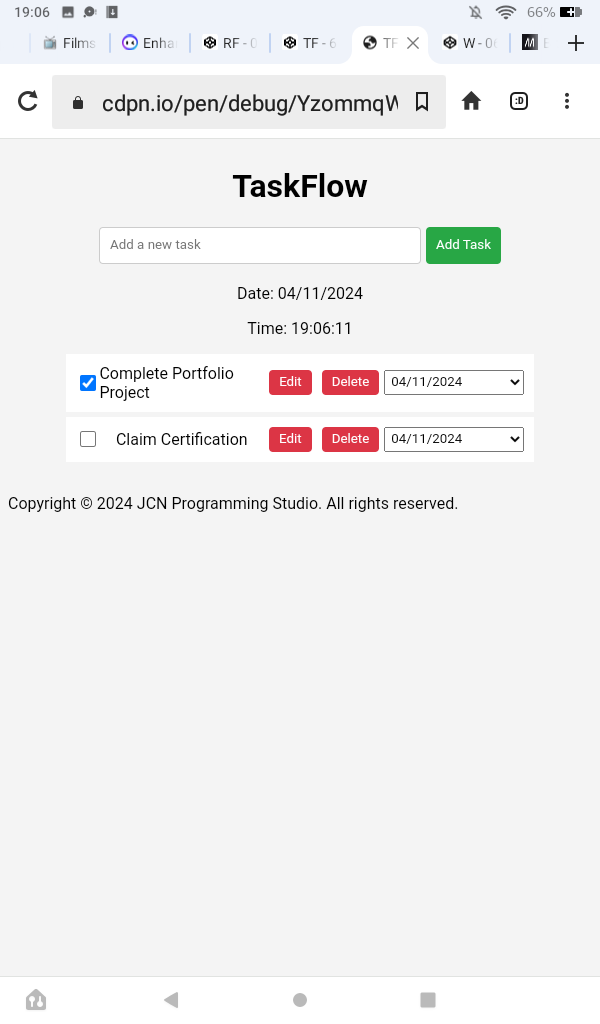 19:06 66%
Films Enha RF - 0 TF - 6 TF W - 06 E
cdpn.io/pen/debug/YzommqW :D
TaskFlow
Add a new task Add Task
Date: 04/11/2024
Time: 19:06:11
Complete Portfolio
Project
Edit Delete 04/11/2024
Claim Certification Edit Delete 04/11/2024
Copyright © 2024 JCN Programming Studio. All rights reserved.